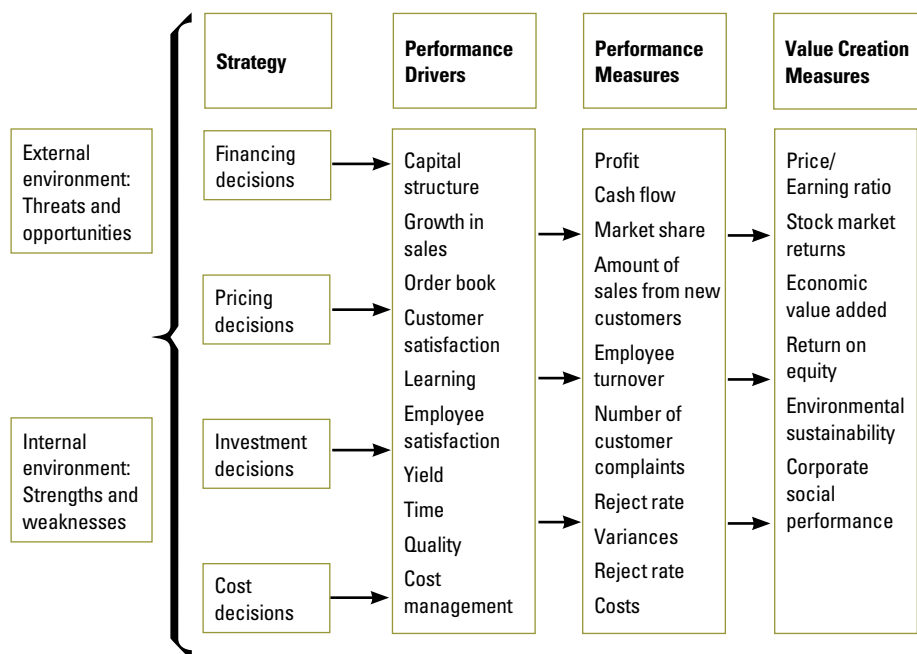 Strategy
Performance
Drivers
Performance
Measures
Value Creation
Measures
External
environment:
Threats and
opportunities
Internal
environment:
Strengths and
weaknesses
Financing
decisions
Pricing
decisions
Investment
decisions
Cost
decisions
Capital
structure
Growth in
sales
Order book
Customer
satisfaction
Learning
Employee
satisfaction
Yield
Time
Quality
Cost
management
Profit
Cash flow
Market share
Amount of
sales from new
customers
Employee
turnover
Number of
customer
complaints
Reject rate
Variances
Reject rate
Costs
Price/
Earning ratio
Stock market
returns
Economic
value added
Return on
equity
Environmental
sustainability
Corporate
social
performance